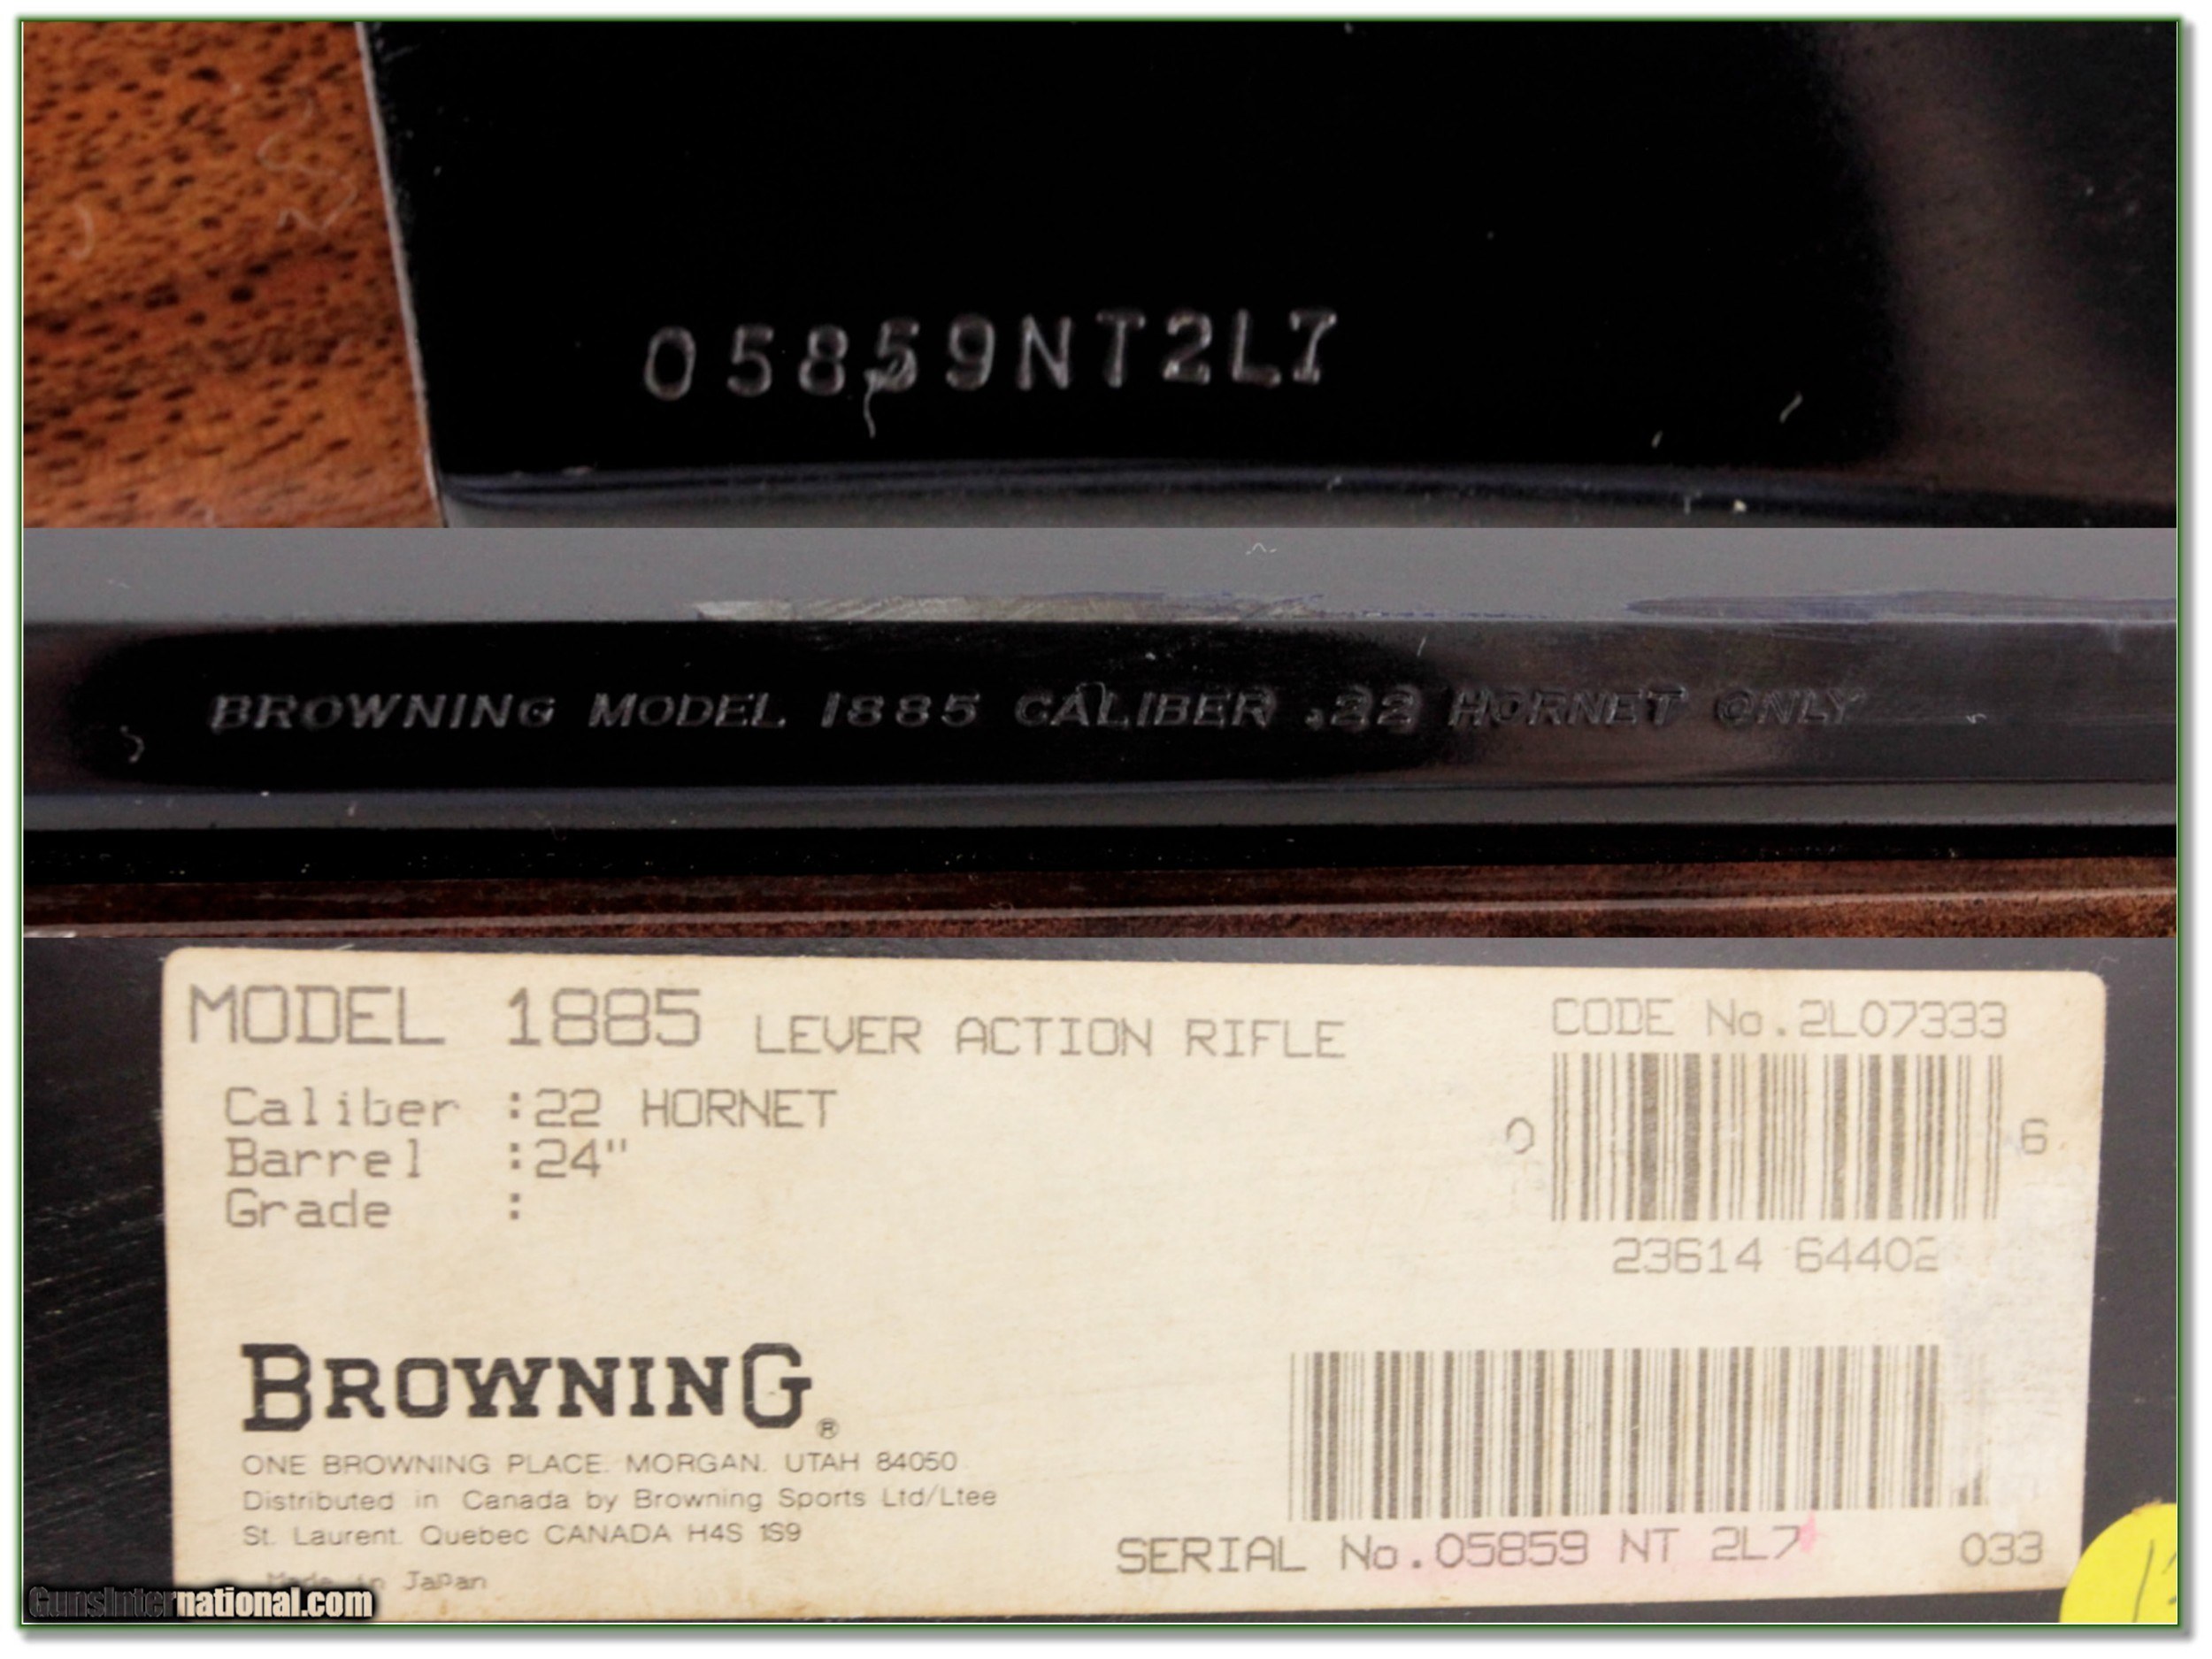 05859NT2L7
BROWNING MODEL 1885 CALIBER .22 HORNET ONLY
MODEL 1885 LEVER ACTION RIFLE
CODE No.2L07333
Caliber :22 HORNET
Barrel :24"
Grade :
0 6
23614 64402
BROWNING®
ONE BROWNING PLACE. MORGAN. UTAH 84050
Distributed in Canada by Browning Sports Ltd/Ltee
St. Laurent. Quebec CANADA H4S 1S9
Made in Japan
SERIAL No.05859 NT 2L7 033
GunsInternational.com